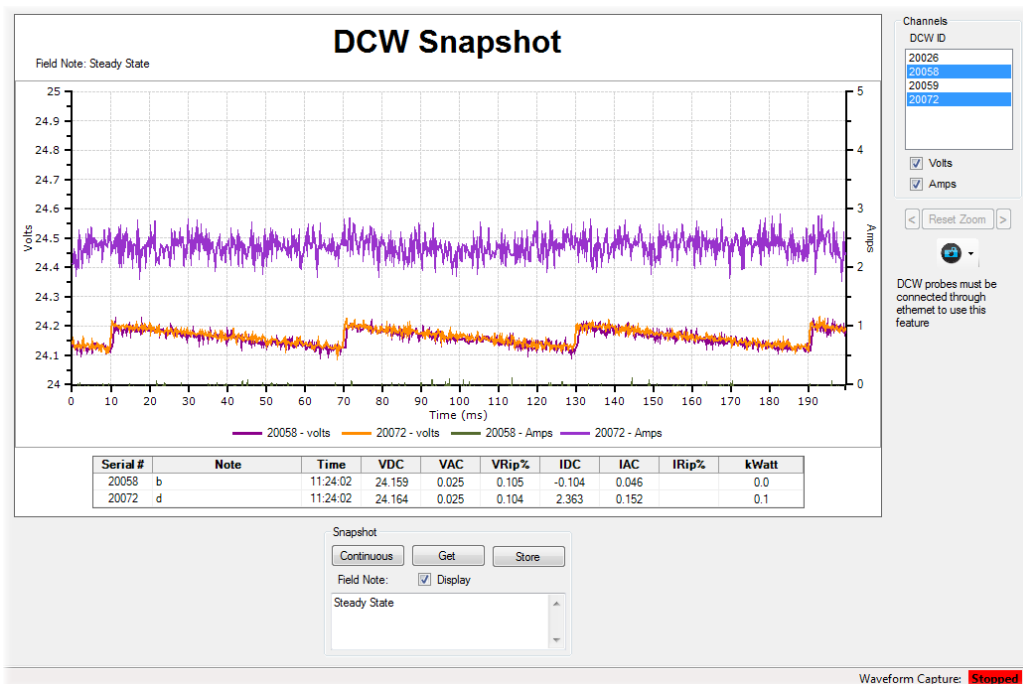 DCW Snapshot
Field Note: Steady State
Volts
25
24.9
24.8
24.7
24.6
24.5
24.4
24.3
24.2
24.1
24
5
4
3
2
1
0
Amps
0 10 20 30 40 50 60 70 80 90 100 110 120 130 140 150 160 170 180 190
Time (ms)
20058 - volts 20072 - volts 20058 - Amps 20072 - Amps
Serial # Note Time VDC VAC VRip% IDC IAC IRip% kWatt
20058 b 11:24:02 24.159 0.025 0.105 -0.104 0.046 0.0
20072 d 11:24:02 24.164 0.025 0.104 2.363 0.152 0.1
Channels
DCW ID
20026
20058
20059
20072
Volts
Amps
< Reset Zoom >
DCW probes must be
connected through
ethernet to use this
feature
Snapshot
Continuous Get Store
Field Note: Display
Steady State
Waveform Capture: Stopped